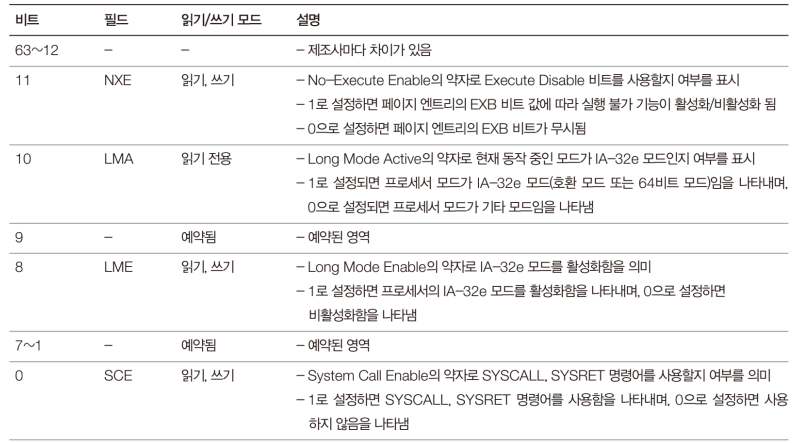 비트 필드 읽기/쓰기 모드 설명
63~12 – – – 제조사마다 차이가 있음
11 NXE 읽기, 쓰기 – No-Execute Enable의 약자로 Execute Disable 비트를 사용할지 여부를 표시
– 1로 설정하면 페이지 엔트리의 EXB 비트 값에 따라 실행 불가 기능이 활성화/비활성화 됨
– 0으로 설정하면 페이지 엔트리의 EXB 비트가 무시됨
10 LMA 읽기 전용 – Long Mode Active의 약자로 현재 동작 중인 모드가 IA-32e 모드인지 여부를 표시
– 1로 설정되면 프로세서 모드가 IA-32e 모드(호환 모드 또는 64비트 모드)임을 나타내며,
0으로 설정되면 프로세서 모드가 기타 모드임을 나타냄
9 – 예약됨 – 예약된 영역
8 LME 읽기, 쓰기 – Long Mode Enable의 약자로 IA-32e 모드를 활성화함을 의미
– 1로 설정하면 프로세서의 IA-32e 모드를 활성화함을 나타내며, 0으로 설정하면
비활성화함을 나타냄
7~1 – 예약됨 – 예약된 영역
0 SCE 읽기, 쓰기 – System Call Enable의 약자로 SYSCALL, SYSRET 명령어를 사용할지 여부를 의미
– 1로 설정하면 SYSCALL, SYSRET 명령어를 사용함을 나타내며, 0으로 설정하면 사용
하지 않음을 나타냄